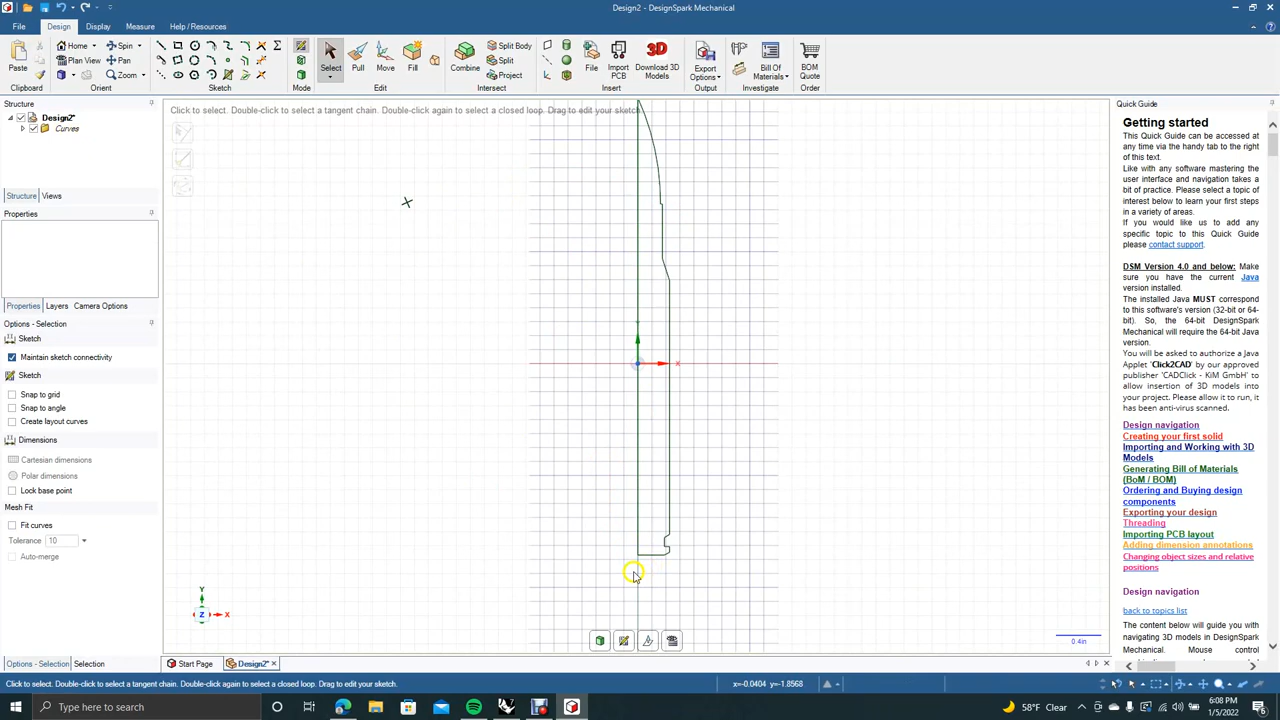 Design2* - DesignSpark Mechanical
File Design Display Measure Help / Resources
Home Spin
Plan View Pan
Zoom
Paste
Select Pull Move Fill
Combine Split Body
Split
Project
File Import PCB Download 3D Models
Export Options Bill Of Materials BOM Quote
Clipboard Orient Sketch Mode Edit Intersect Insert Output Investigate Order
Structure
Design2*
Curves
Structure Views
Properties
Properties Layers Camera Options
Options - Selection
Sketch
Maintain sketch connectivity
Sketch
Snap to grid
Snap to angle
Create layout curves
Dimensions
Cartesian dimensions
Polar dimensions
Lock base point
Mesh Fit
Fit curves
Tolerance 10
Auto-merge
Options - Selection Selection
Click to select. Double-click to select a tangent chain. Double-click again to select a closed loop. Drag to edit your sketch.
X
Y
Z X
0.4in
Start Page Design2*
Click to select. Double-click to select a tangent chain. Double-click again to select a closed loop. Drag to edit your sketch.
x=-0.0404 y=-1.8568
Quick Guide
Getting started
This Quick Guide can be accessed at
any time via the handy tab to the right
of this text.
Like with any software mastering the
user interface and navigation takes a
bit of practice. Please select a topic of
interest below to learn your first steps
in a variety of areas.
If you would like us to add any
specific topic to this Quick Guide
please contact support.
DSM Version 4.0 and below: Make
sure you have the current Java
version installed.
The installed Java MUST correspond
to this software's version (32-bit or 64-
bit). So, the 64-bit DesignSpark
Mechanical will require the 64-bit Java
version.
You will be asked to authorize a Java
Applet 'Click2CAD' by our approved
publisher 'CADClick - KiM GmbH' to
allow insertion of 3D models into
your project. Please allow it to run, it
has been anti-virus scanned.
Design navigation
Creating your first solid
Importing and Working with 3D
Models
Generating Bill of Materials
(BoM / BOM)
Ordering and Buying design
components
Exporting your design
Threading
Importing PCB layout
Adding dimension annotations
Changing object sizes and relative
positions
Design navigation
back to topics list
The content below will guide you with
navigating 3D models in DesignSpark
Mechanical. Mouse control
Type here to search
58°F Clear
6:08 PM
1/5/2022